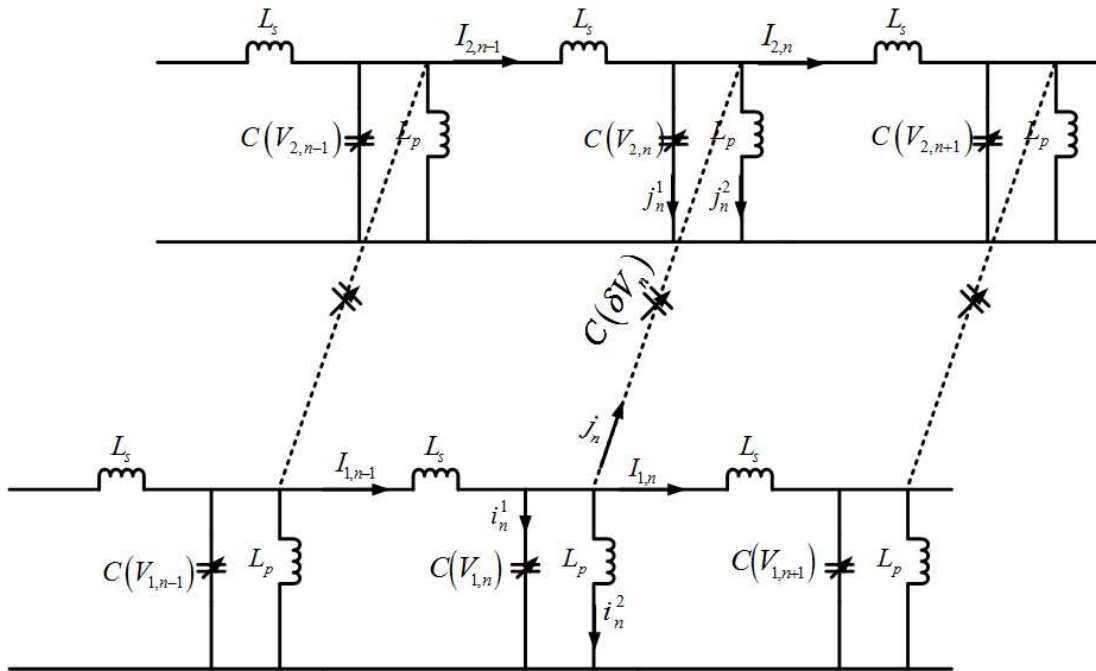 L_s I_{2,n-1} L_s I_{2,n} L_s
C(V_{2,n-1}) L_p C(V_{2,n}) L_p C(V_{2,n+1}) L_p
j_n^1 j_n^2
C(δV_n)
j_n
L_s I_{1,n-1} L_s I_{1,n} L_s
i_n^1
C(V_{1,n-1}) L_p C(V_{1,n}) L_p C(V_{1,n+1}) L_p
i_n^2